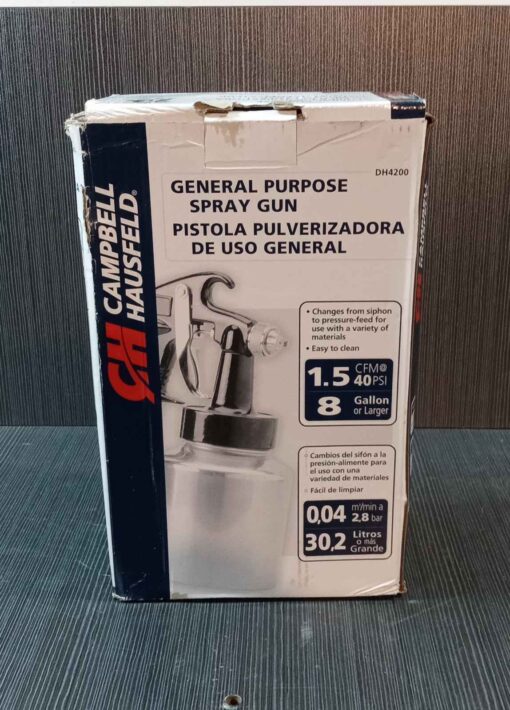 DH4200
GENERAL PURPOSE
SPRAY GUN
PISTOLA PULVERIZADORA
DE USO GENERAL
CAMPBELL
HAUSFELD®
CH
• Changes from siphon
to pressure-feed for
use with a variety of
materials
• Easy to clean
1.5 CFM@
40 PSI
8 Gallon
or Larger
Cambios del sifón a la
presión-alimente para
el uso con una
variedad de materiales
Fácil de limpiar
0,04 m³/min a
2,8 bar
30,2 Litros
o más
Grande